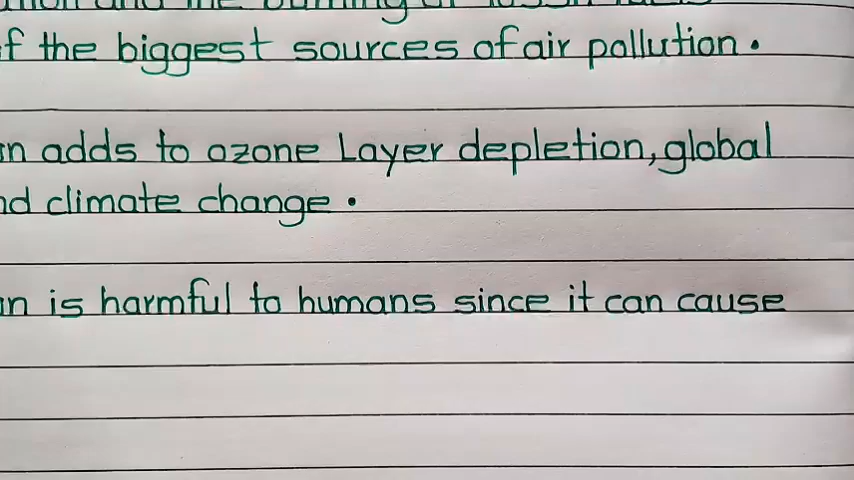 f the biggest sources of air pollution.
n adds to ozone Layer depletion, global
nd climate change.
n is harmful to humans since it can cause